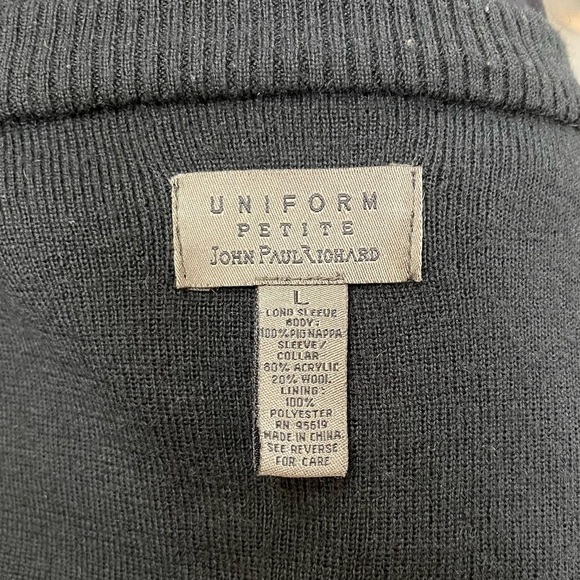 UNIFORM
PETITE
JOHN PAUL RICHARD
L
LONG SLEEVE
BODY:
100% PIG NAPPA
SLEEVE/
COLLAR
80% ACRYLIC
20% WOOL
LINING:
100%
POLYESTER
RN 95619
MADE IN CHINA
SEE REVERSE
FOR CARE